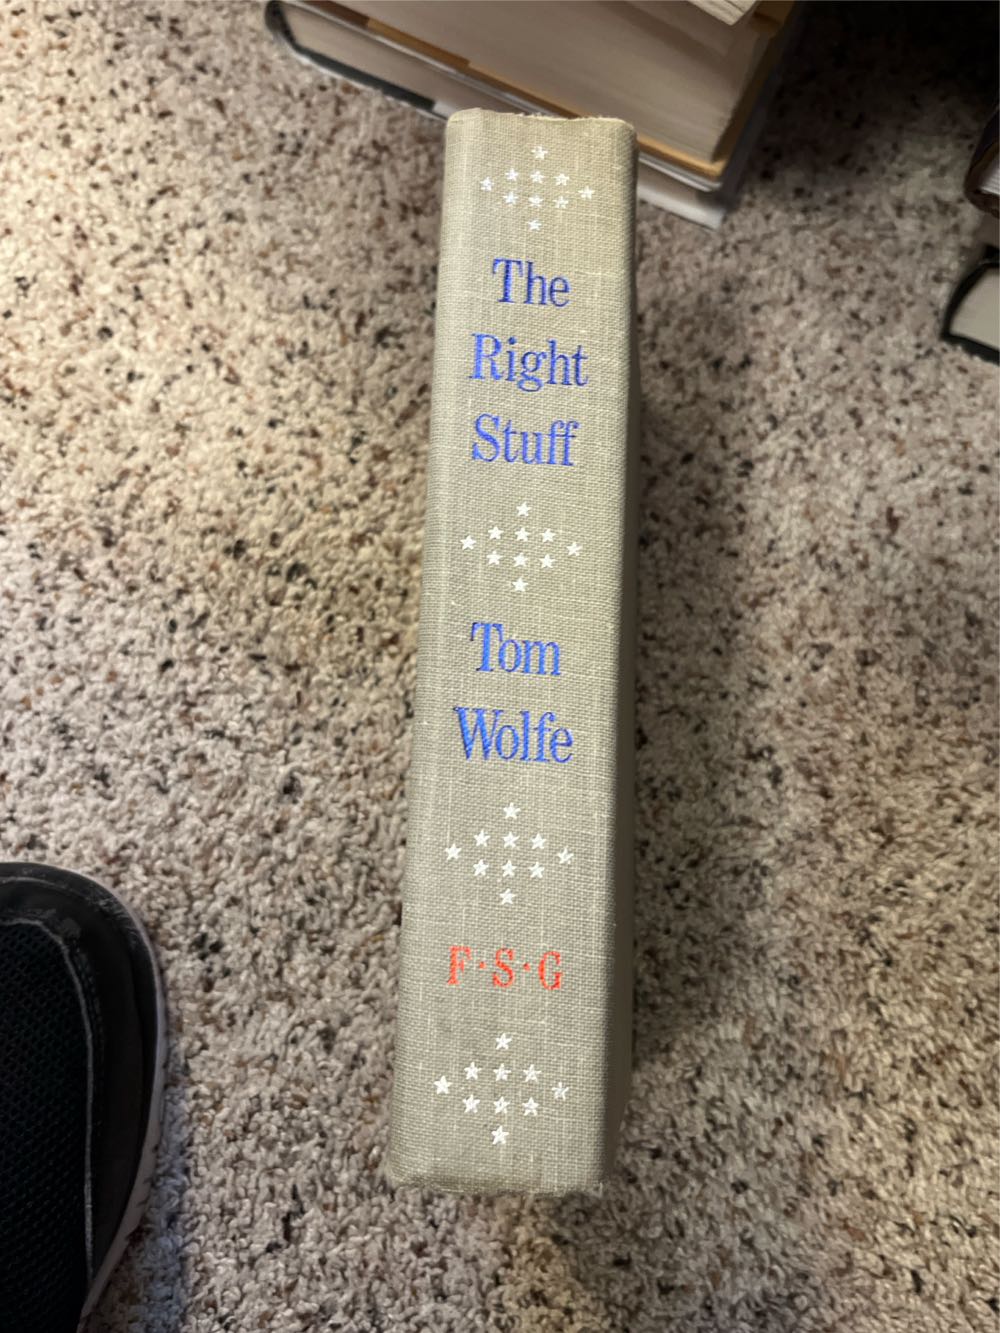 The
Right
Stuff
Tom
Wolfe
F·S·G